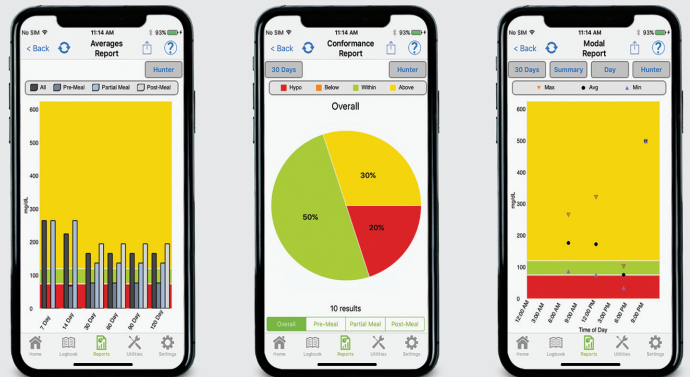 No SIM 11:14 AM 93%
< Back Averages Report ?
Hunter
All Pre-Meal Partial Meal Post-Meal
600
500
400
mg/dL
300
200
100
0
7 Day 14 Day 30 Day 60 Day 90 Day 120 Day
Home Logbook Reports Utilities Settings
No SIM 11:14 AM 93%
< Back Conformance Report ?
30 Days Hunter
Hypo Below Within Above
Overall
30%
50%
20%
10 results
Overall Pre-Meal Partial Meal Post-Meal
Home Logbook Reports Utilities Settings
No SIM 11:14 AM 93%
< Back Modal Report ?
30 Days Summary Day Hunter
Max Avg Min
600
500
400
mg/dL
300
200
100
0
12:00 AM 3:00 AM 6:00 AM 9:00 AM 12:00 PM 3:00 PM 6:00 PM 9:00 PM
Time of Day
Home Logbook Reports Utilities Settings